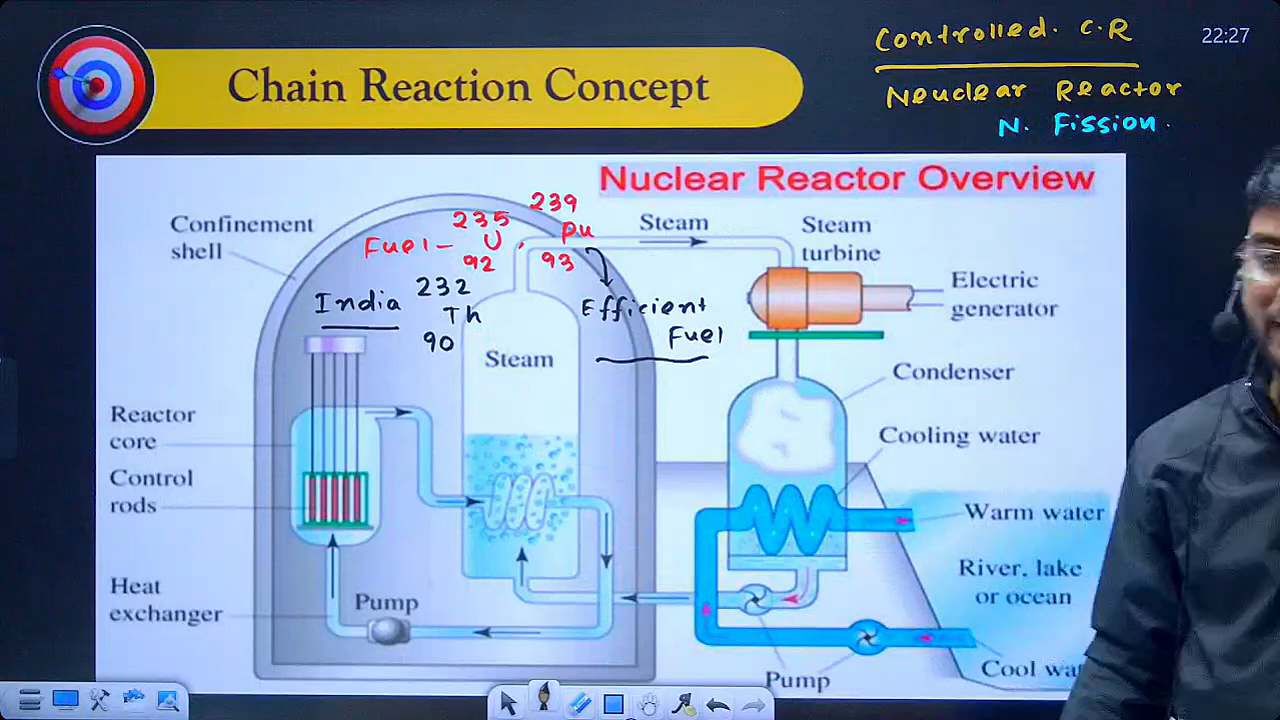 Controlled. C.R
22:27
Chain Reaction Concept
Neuclear Reactor
N. Fission.
Nuclear Reactor Overview
Confinement
shell
Fuel - 235 U 92, 239 Pu 93
India 232 Th 90
Efficient
Fuel
Steam
Steam
turbine
Electric
generator
Steam
Condenser
Reactor
core
Cooling water
Control
rods
Warm water
River, lake
or ocean
Heat
exchanger
Pump
Cool wat
Pump